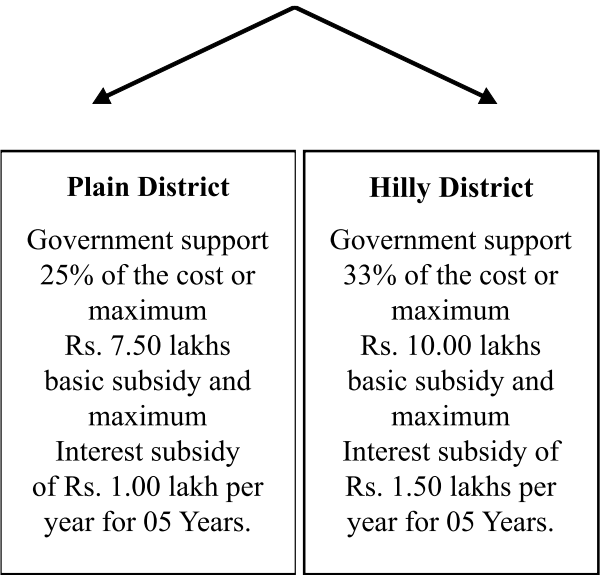 Plain District
Government support
25% of the cost or
maximum
Rs. 7.50 lakhs
basic subsidy and
maximum
Interest subsidy
of Rs. 1.00 lakh per
year for 05 Years.
Hilly District
Government support
33% of the cost or
maximum
Rs. 10.00 lakhs
basic subsidy and
maximum
Interest subsidy of
Rs. 1.50 lakhs per
year for 05 Years.